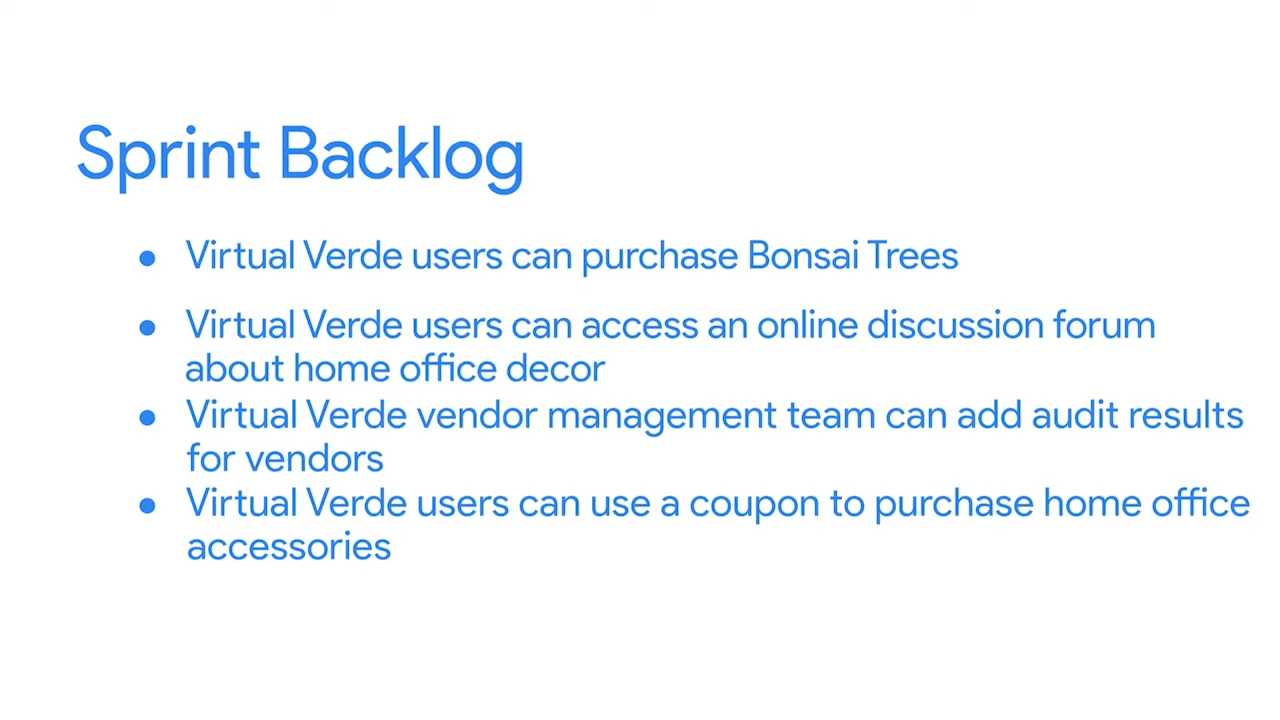 Sprint Backlog
● Virtual Verde users can purchase Bonsai Trees
● Virtual Verde users can access an online discussion forum
about home office decor
● Virtual Verde vendor management team can add audit results
for vendors
● Virtual Verde users can use a coupon to purchase home office
accessories